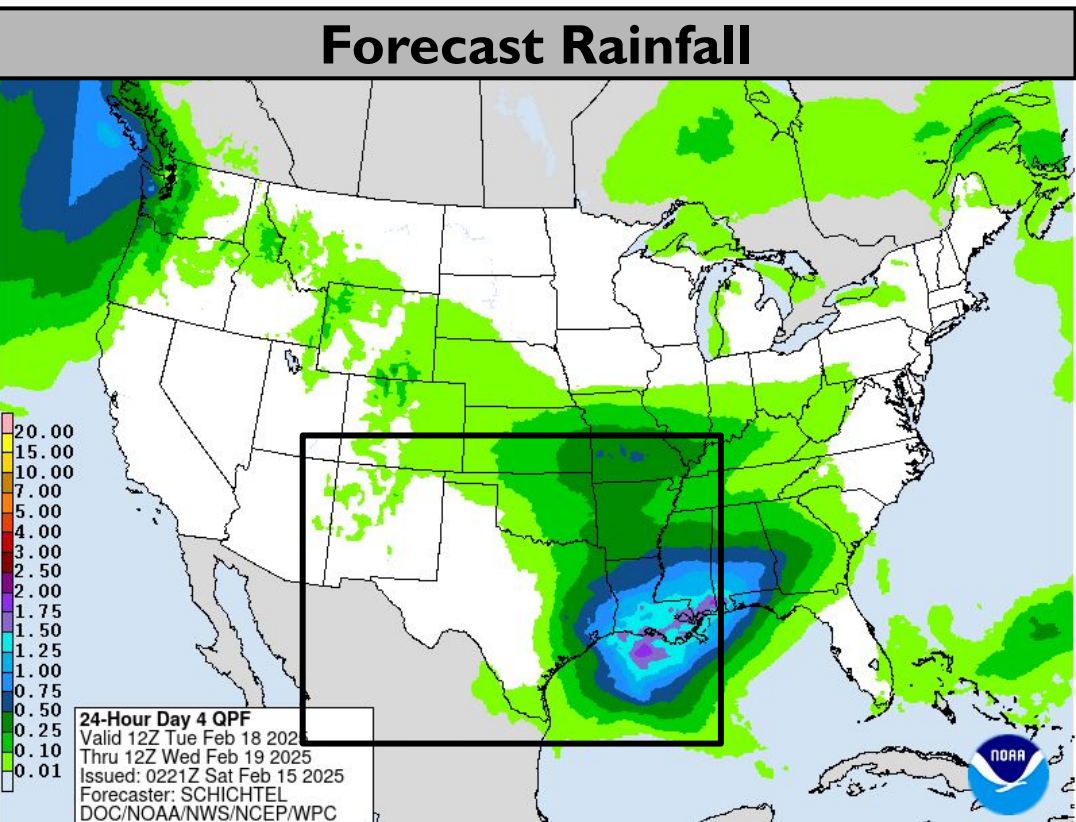 Forecast Rainfall
20.00
15.00
10.00
7.00
5.00
4.00
3.00
2.50
2.00
1.75
1.50
1.25
1.00
0.75
0.50
0.25
0.10
0.01
24-Hour Day 4 QPF
Valid 12Z Tue Feb 18 2025
Thru 12Z Wed Feb 19 2025
Issued: 0221Z Sat Feb 15 2025
Forecaster: SCHICHTEL
DOC/NOAA/NWS/NCEP/WPC
NOAA